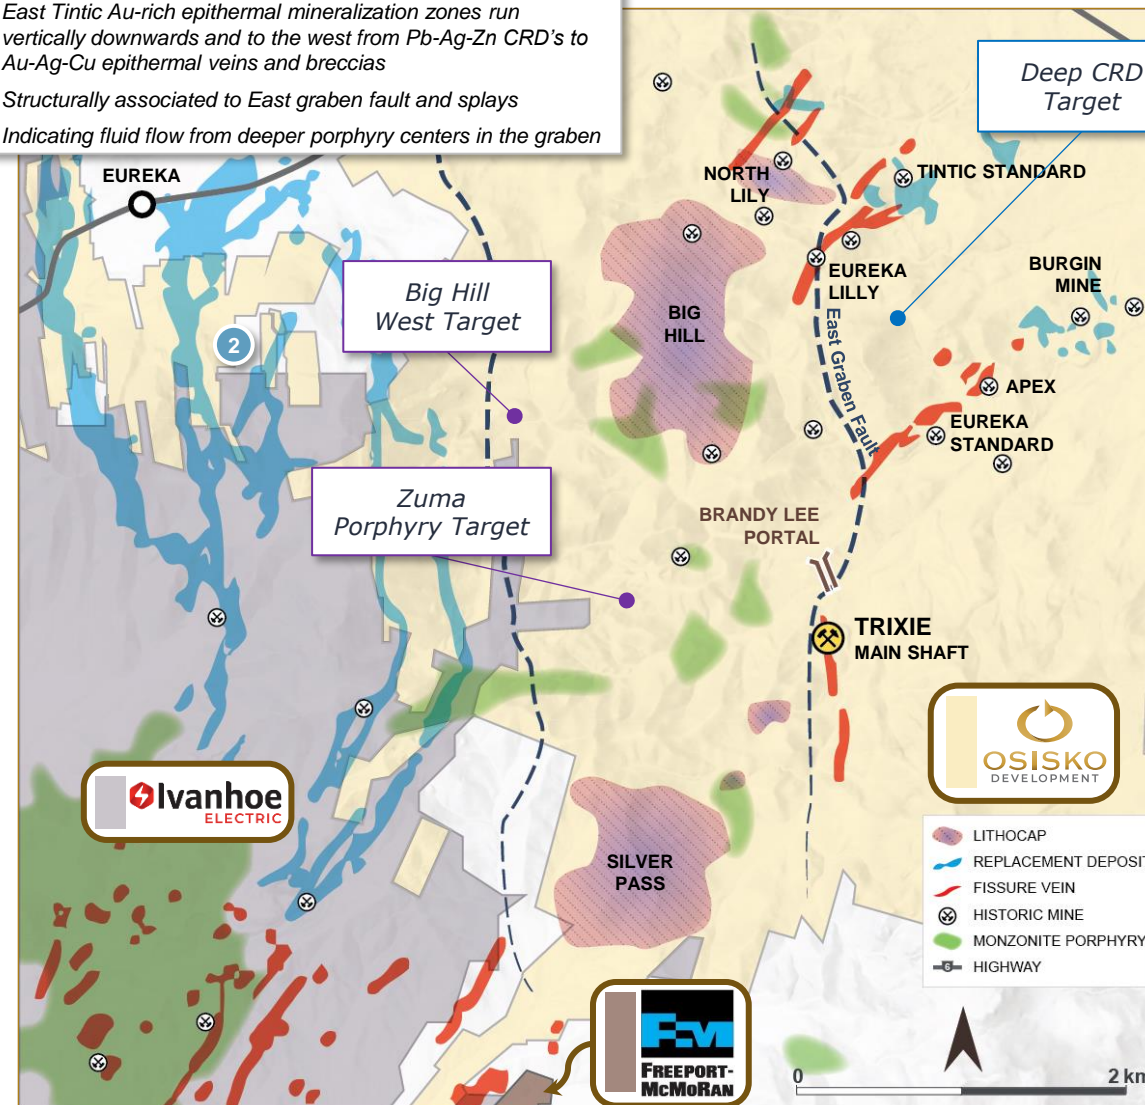 East Tintic Au-rich epithermal mineralization zones run
vertically downwards and to the west from Pb-Ag-Zn CRD's to
Au-Ag-Cu epithermal veins and breccias
Structurally associated to East graben fault and splays
Indicating fluid flow from deeper porphyry centers in the graben
Deep CRD
Target
EUREKA
NORTH
LILY
TINTIC STANDARD
EUREKA
LILLY
BURGIN
MINE
Big Hill
West Target
BIG
HILL
2
East Graben Fault
APEX
EUREKA
STANDARD
Zuma
Porphyry Target
BRANDY LEE
PORTAL
TRIXIE
MAIN SHAFT
OSISKO
DEVELOPMENT
Ivanhoe
ELECTRIC
SILVER
PASS
LITHOCAP
REPLACEMENT DEPOSIT
FISSURE VEIN
HISTORIC MINE
MONZONITE PORPHYRY
6 HIGHWAY
FM
FREEPORT-
McMoRAN
0 2 km